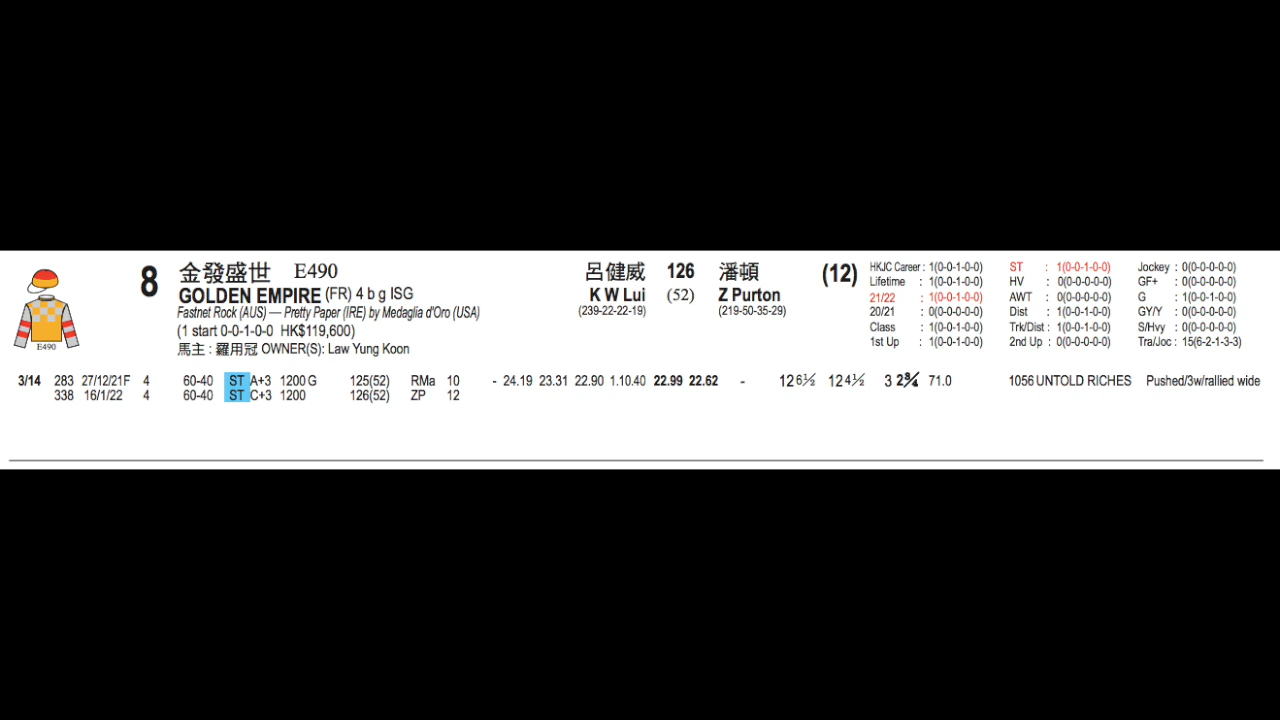 8 金發盛世 E490 呂健威 126 潘頓 (12) HKJC Career : 1(0-0-1-0-0) ST : 1(0-0-1-0-0) Jockey : 0(0-0-0-0-0)
GOLDEN EMPIRE (FR) 4 b g ISG K W Lui (52) Z Purton Lifetime : 1(0-0-1-0-0) HV : 0(0-0-0-0-0) GF+ : 0(0-0-0-0-0)
Fastnet Rock (AUS) — Pretty Paper (IRE) by Medaglia d'Oro (USA) (239-22-22-19) (219-50-35-29) 21/22 : 1(0-0-1-0-0) AWT : 0(0-0-0-0-0) G : 1(0-0-1-0-0)
20/21 : 0(0-0-0-0-0) Dist : 1(0-0-1-0-0) GY/Y : 0(0-0-0-0-0)
(1 start 0-0-1-0-0 HK$119,600) Class : 1(0-0-1-0-0) Trk/Dist : 1(0-0-1-0-0) S/Hvy : 0(0-0-0-0-0)
E490 馬主 : 羅用冠 OWNER(S): Law Yung Koon 1st Up : 1(0-0-1-0-0) 2nd Up : 0(0-0-0-0-0) Tra/Joc : 15(6-2-1-3-3)
3/14 283 27/12/21F 4 60-40 ST A+3 1200 G 125(52) RMa 10 - 24.19 23.31 22.90 1.10.40 22.99 22.62 - 12 6½ 12 4½ 3 2¾ 71.0 1056 UNTOLD RICHES Pushed/3w/rallied wide
338 16/1/22 4 60-40 ST C+3 1200 126(52) ZP 12